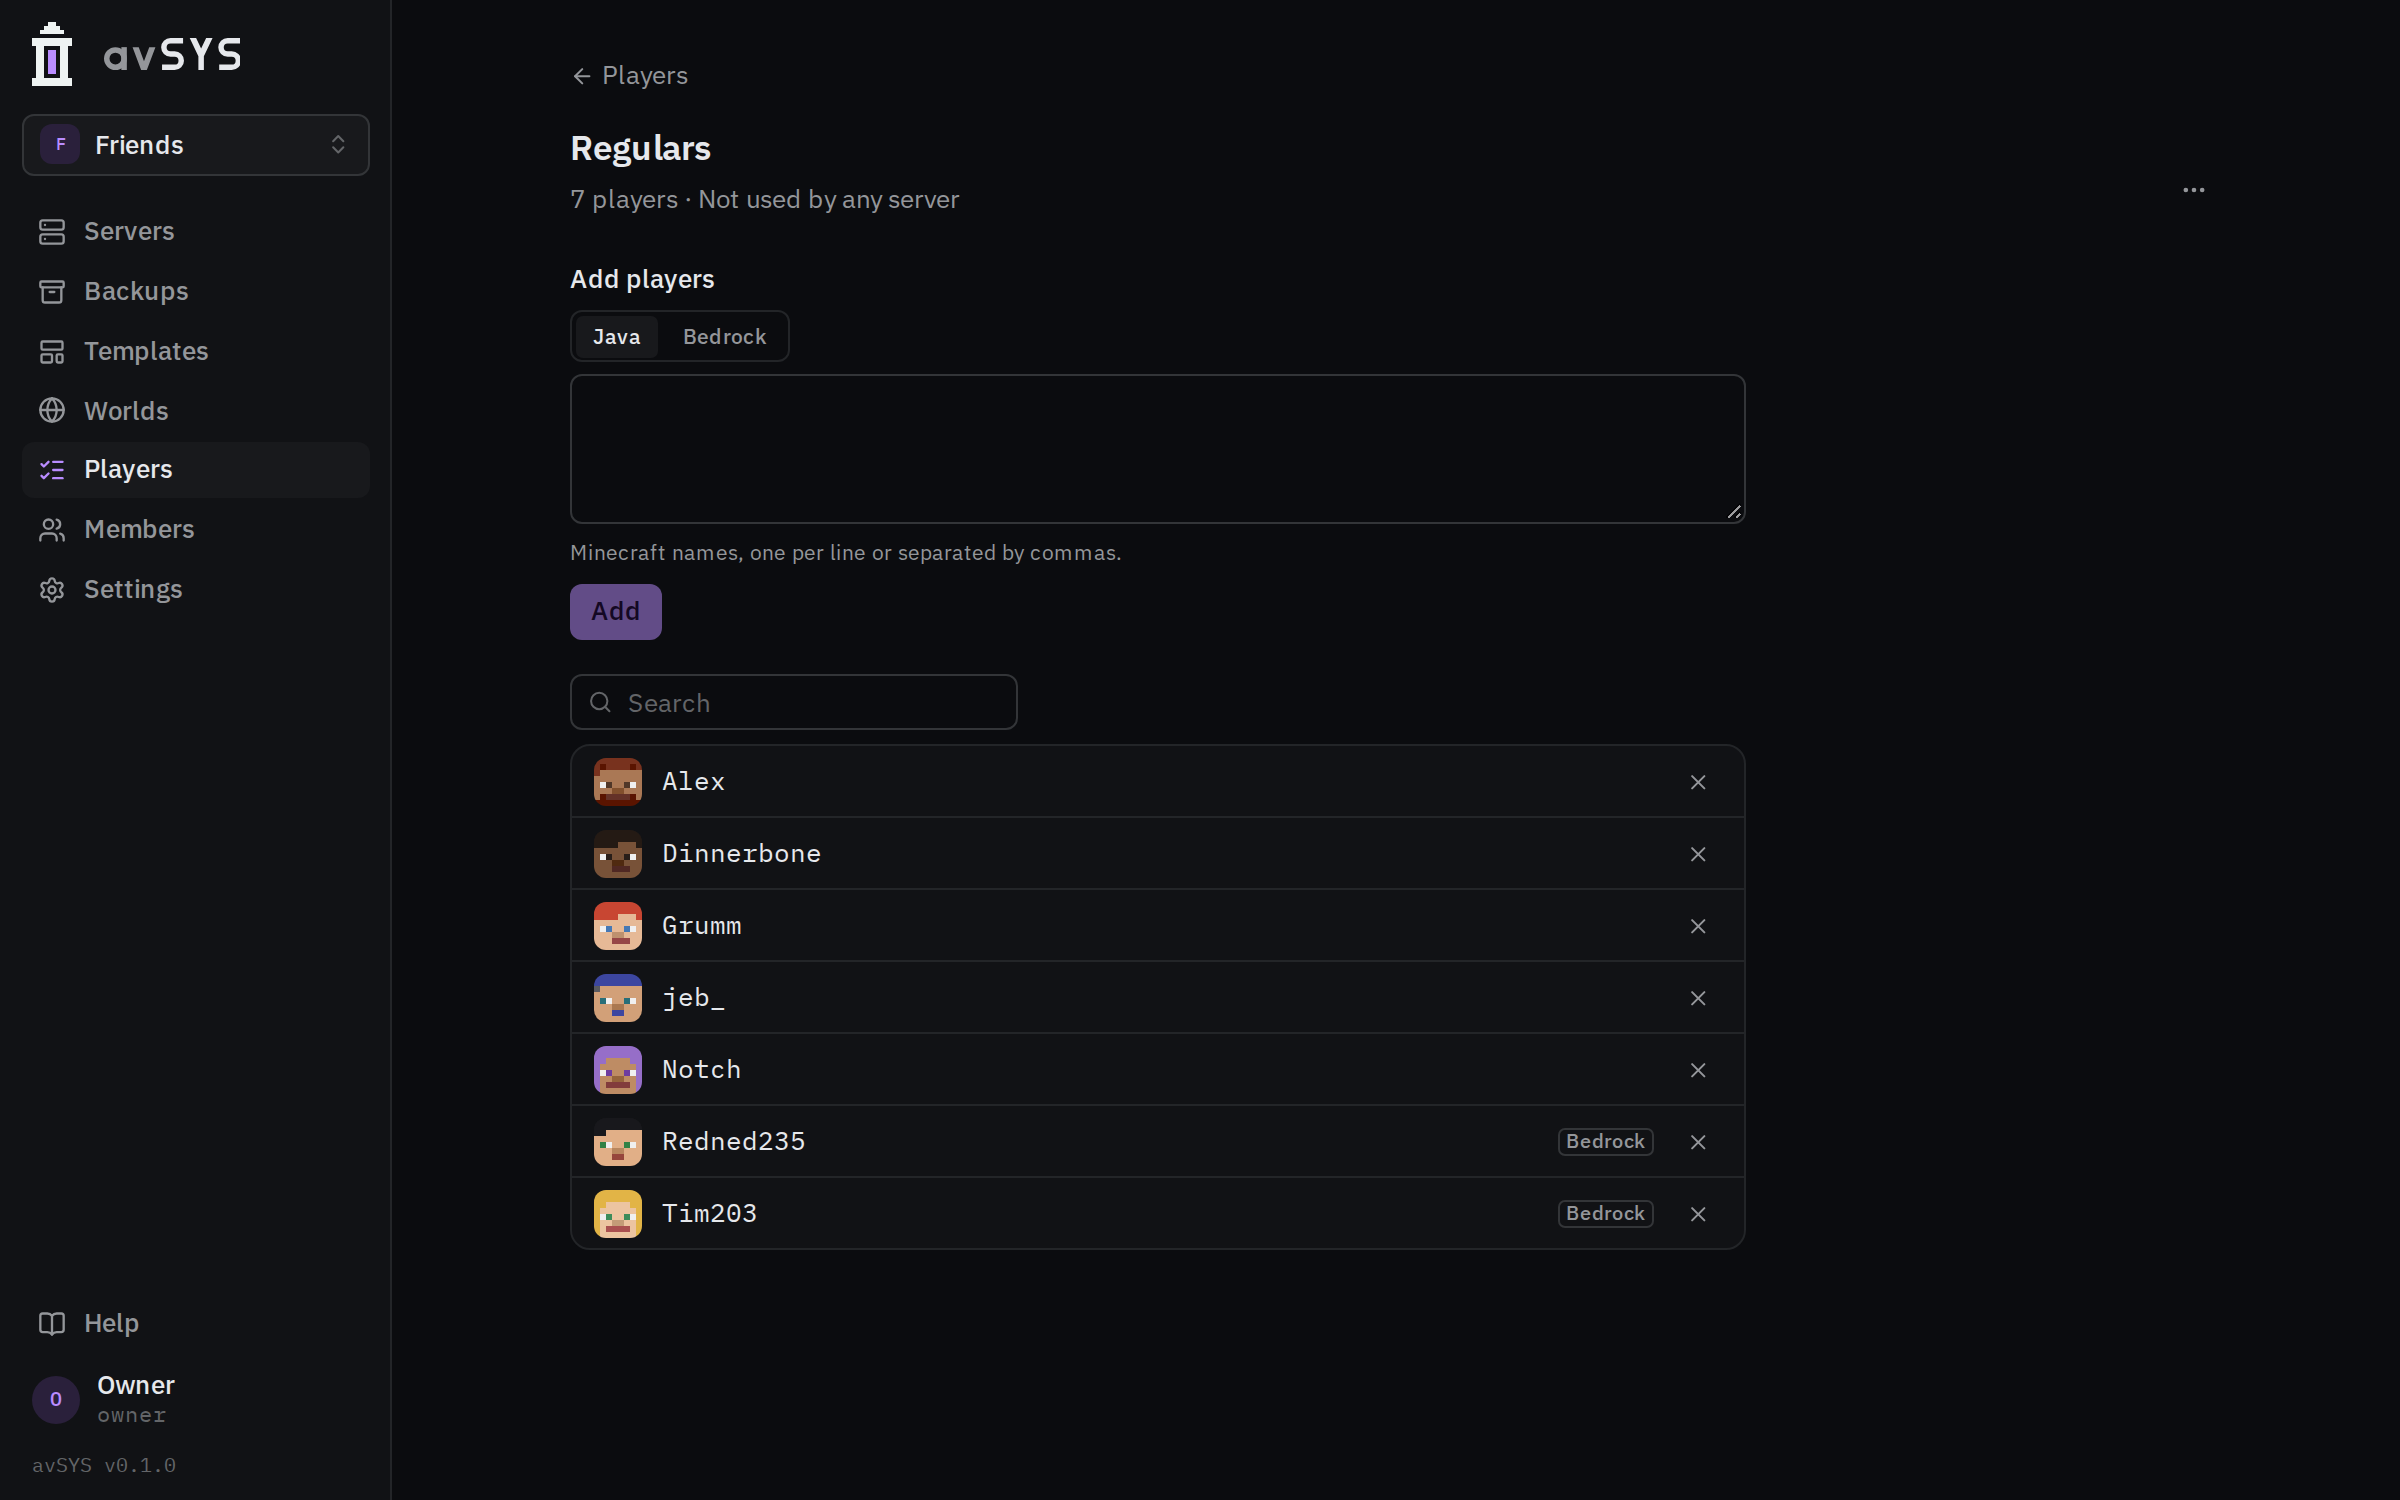 avSYS
F Friends
Servers
Backups
Templates
Worlds
Players
Members
Settings
Help
O Owner
owner
avSYS v0.1.0
← Players
Regulars
7 players · Not used by any server
Add players
Java Bedrock
Minecraft names, one per line or separated by commas.
Add
Search
Alex
Dinnerbone
Grumm
jeb_
Notch
Redned235 Bedrock
Tim203 Bedrock